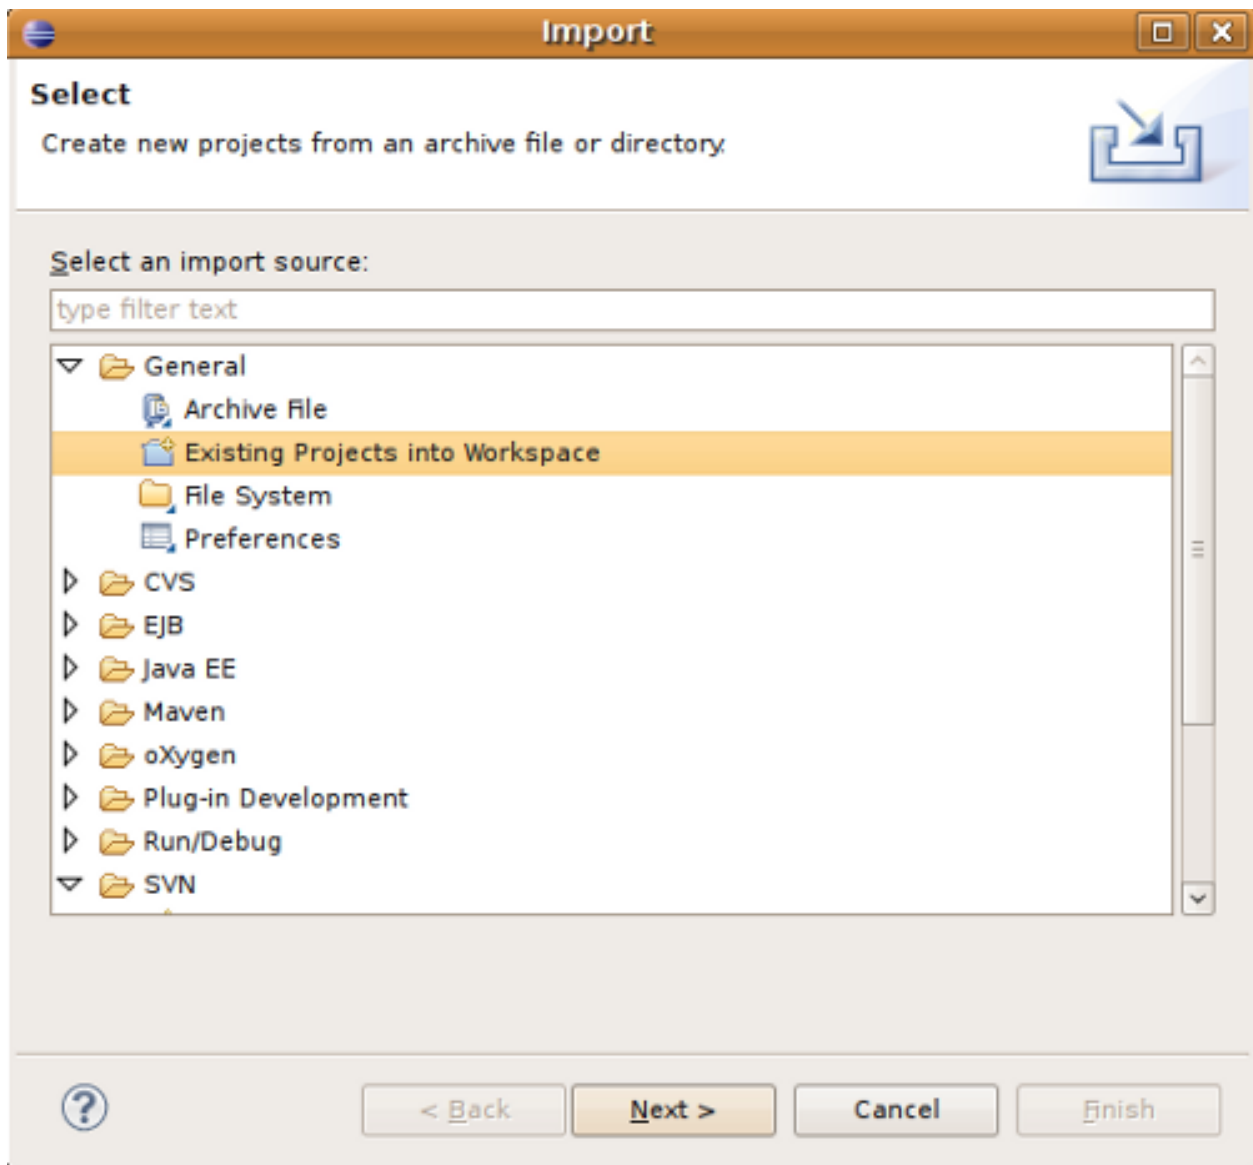 Import
Select
Create new projects from an archive file or directory.
Select an import source:
type filter text
General
Archive File
Existing Projects into Workspace
File System
Preferences
CVS
EJB
Java EE
Maven
oXygen
Plug-in Development
Run/Debug
SVN
< Back Next > Cancel Finish